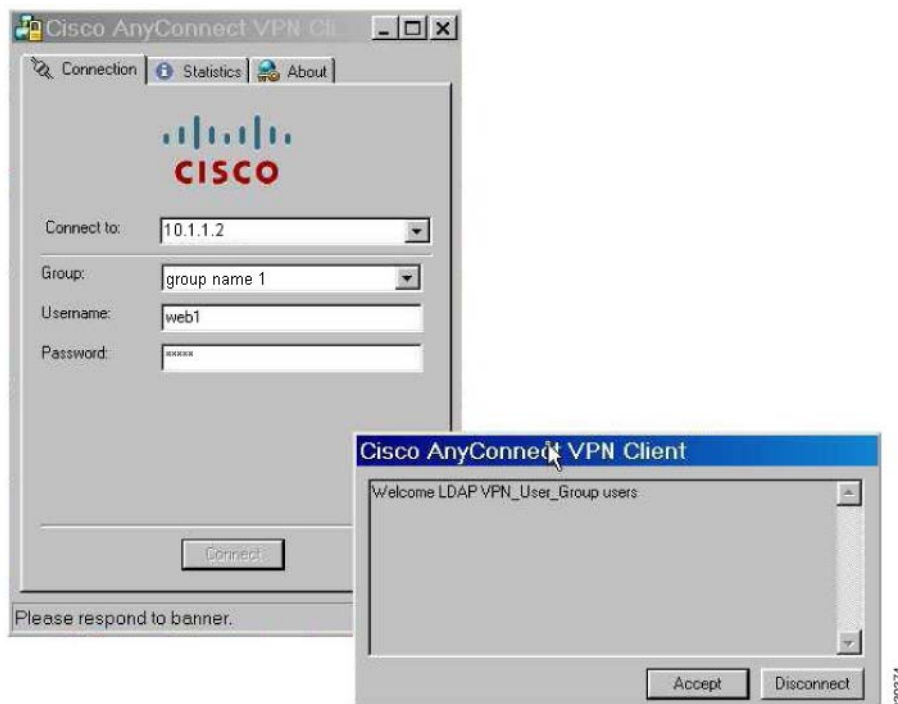 Cisco AnyConnect VPN Cli
Connection
Statistics
About
CISCO
Connect to:
10.1.1.2
Group:
group name 1
Username:
web1
Password:
*****
Connect
Please respond to banner.
Cisco AnyConnect VPN Client
Welcome LDAP VPN_User_Group users
Accept
Disconnect